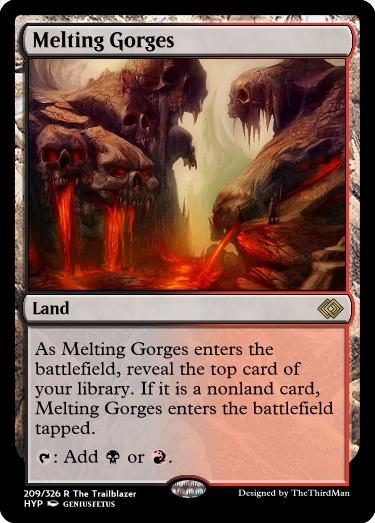 Melting Gorges
Land
As Melting Gorges enters the
battlefield, reveal the top card of
your library. If it is a nonland card,
Melting Gorges enters the battlefield
tapped.
: Add or .
209/326 R The Trailblazer
Designed by TheThirdMan
HYP GENIUSFETUS